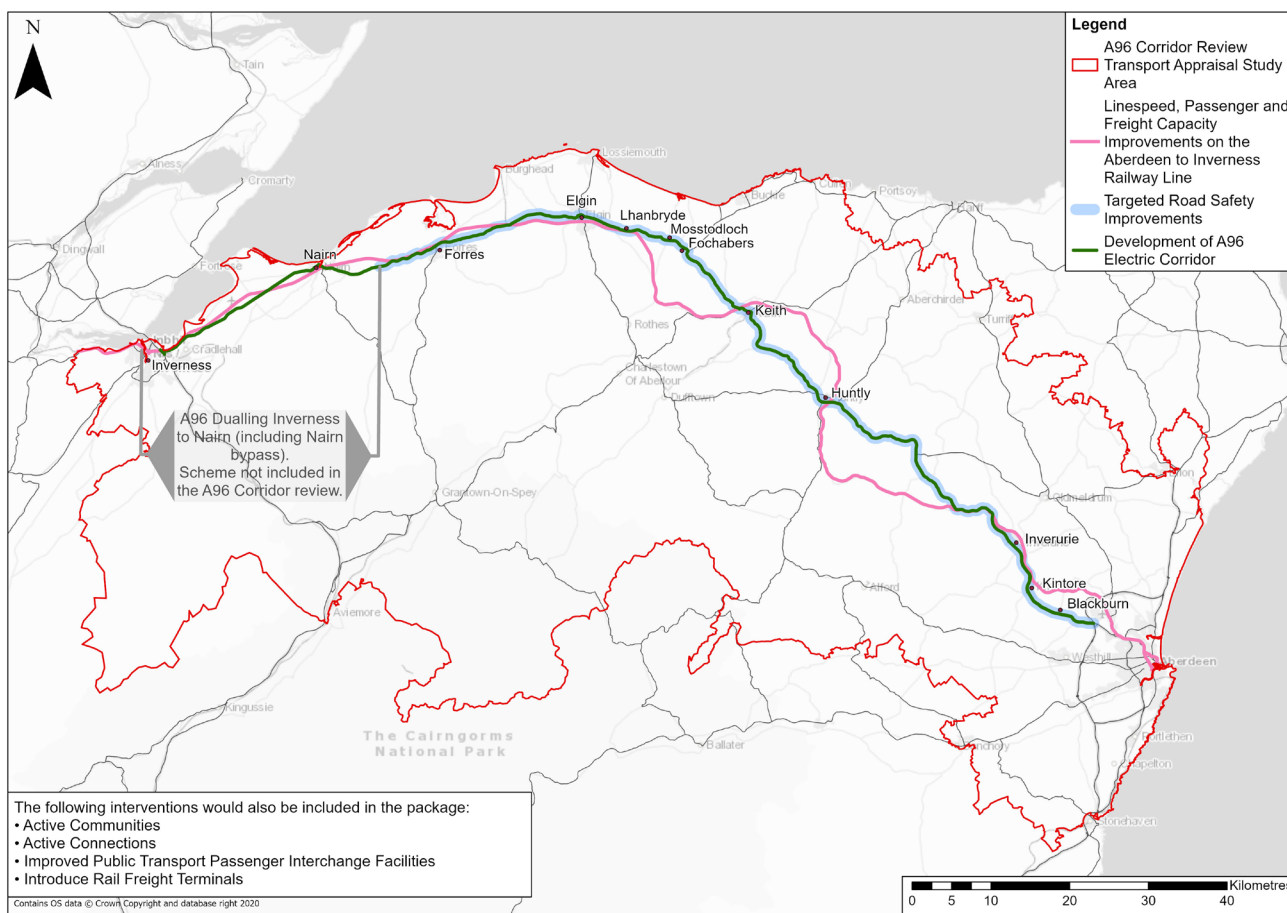 N
Legend
A96 Corridor Review
Transport Appraisal Study
Area
Linespeed, Passenger and
Freight Capacity
Improvements on the
Aberdeen to Inverness
Railway Line
Targeted Road Safety
Improvements
Development of A96
Electric Corridor
Tain
Alness
Cromarty
Dingwall
Lossiemouth
Burghead
Buckie
Portsoy
Elgin
Lhanbryde
Mosstodloch
Fochabers
Nairn
Forres
Aberchirder
Keith
Rothes
Cradlehall
Inverness
Charlestown
Of Aberlour
Dufftown
Huntly
A96 Dualling Inverness
to Nairn (including Nairn
bypass).
Scheme not included in
the A96 Corridor review.
Grantown-On-Spey
Oldmeldrum
Inverurie
Kintore
Alford
Blackburn
Aviemore
Westhill
Aberdeen
Kingussie
The Cairngorms
National Park
Ballater
Portlethen
Stonehaven
The following interventions would also be included in the package:
• Active Communities
• Active Connections
• Improved Public Transport Passenger Interchange Facilities
• Introduce Rail Freight Terminals
Contains OS data © Crown Copyright and database right 2020
Kilometres
0 10 20 30 40